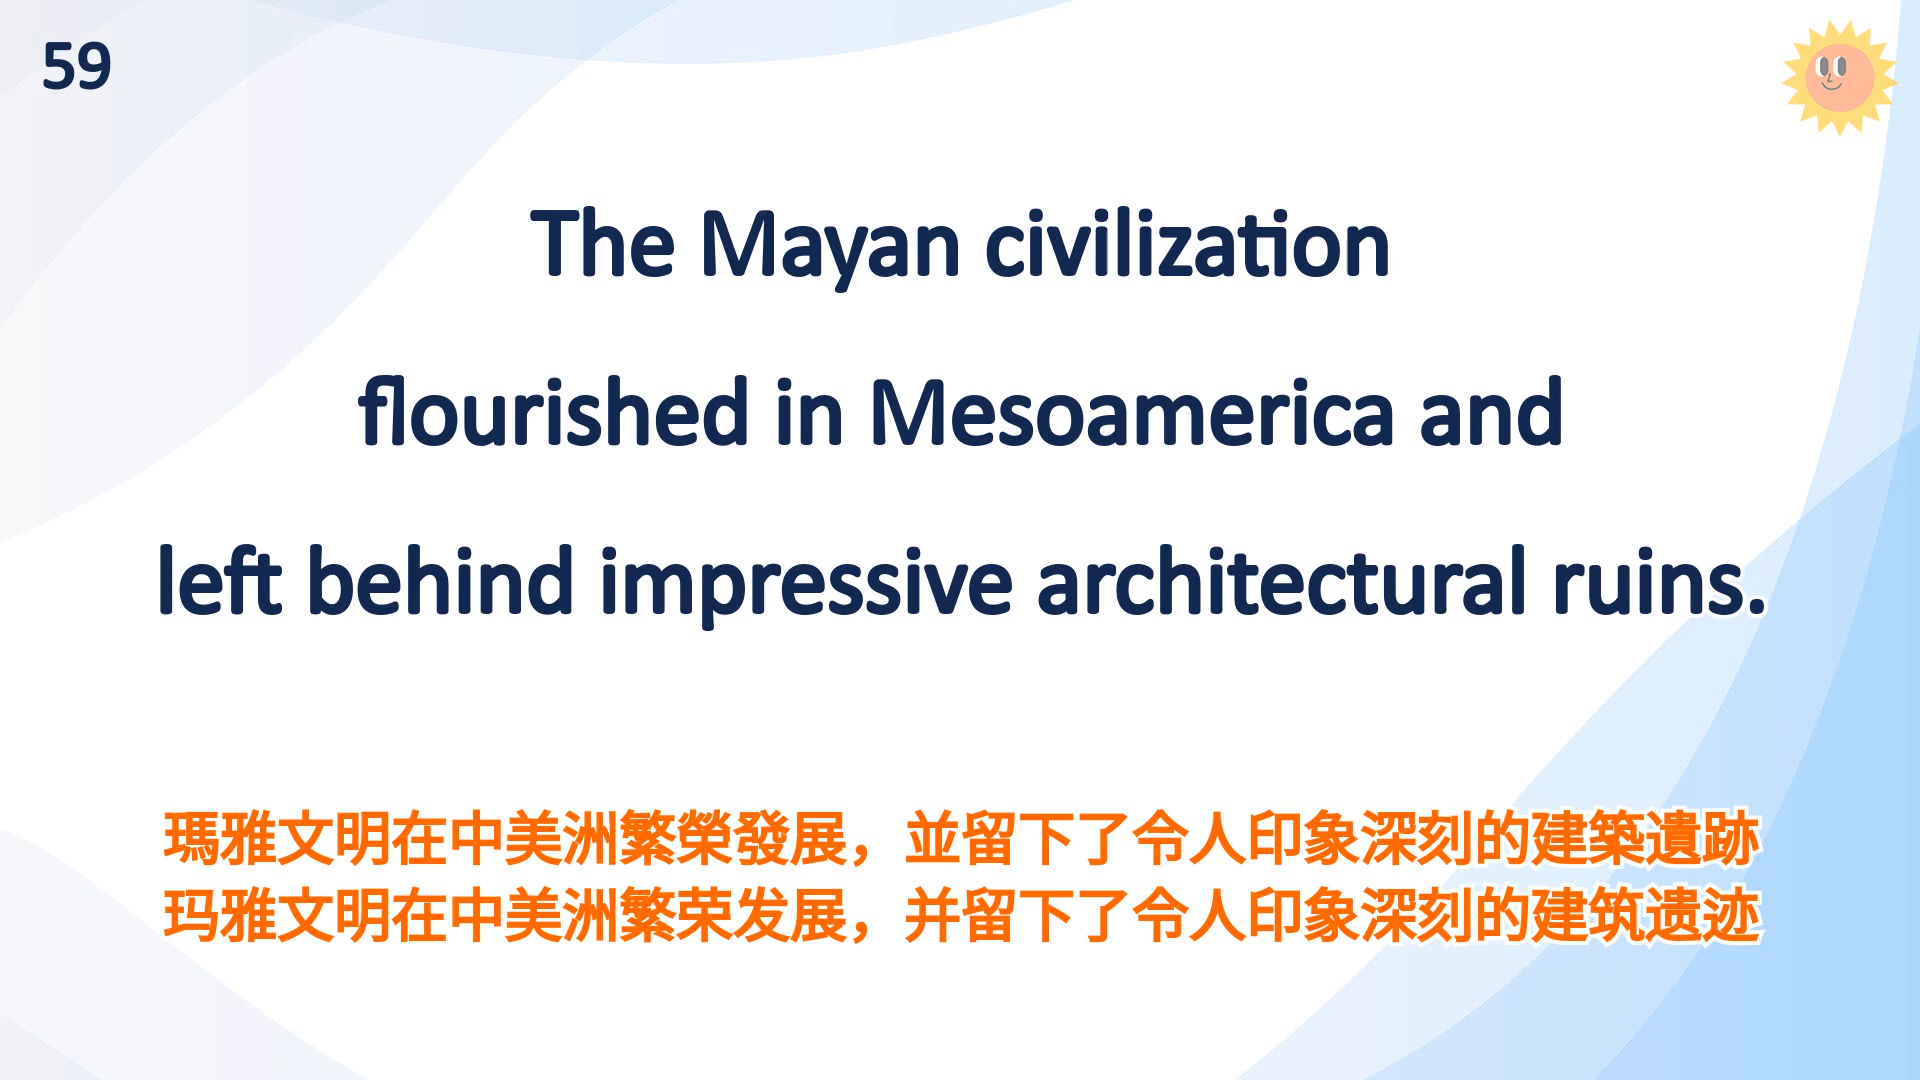 59
The Mayan civilization
flourished in Mesoamerica and
left behind impressive architectural ruins.
瑪雅文明在中美洲繁榮發展，並留下了令人印象深刻的建築遺跡
玛雅文明在中美洲繁荣发展，并留下了令人印象深刻的建筑遗迹